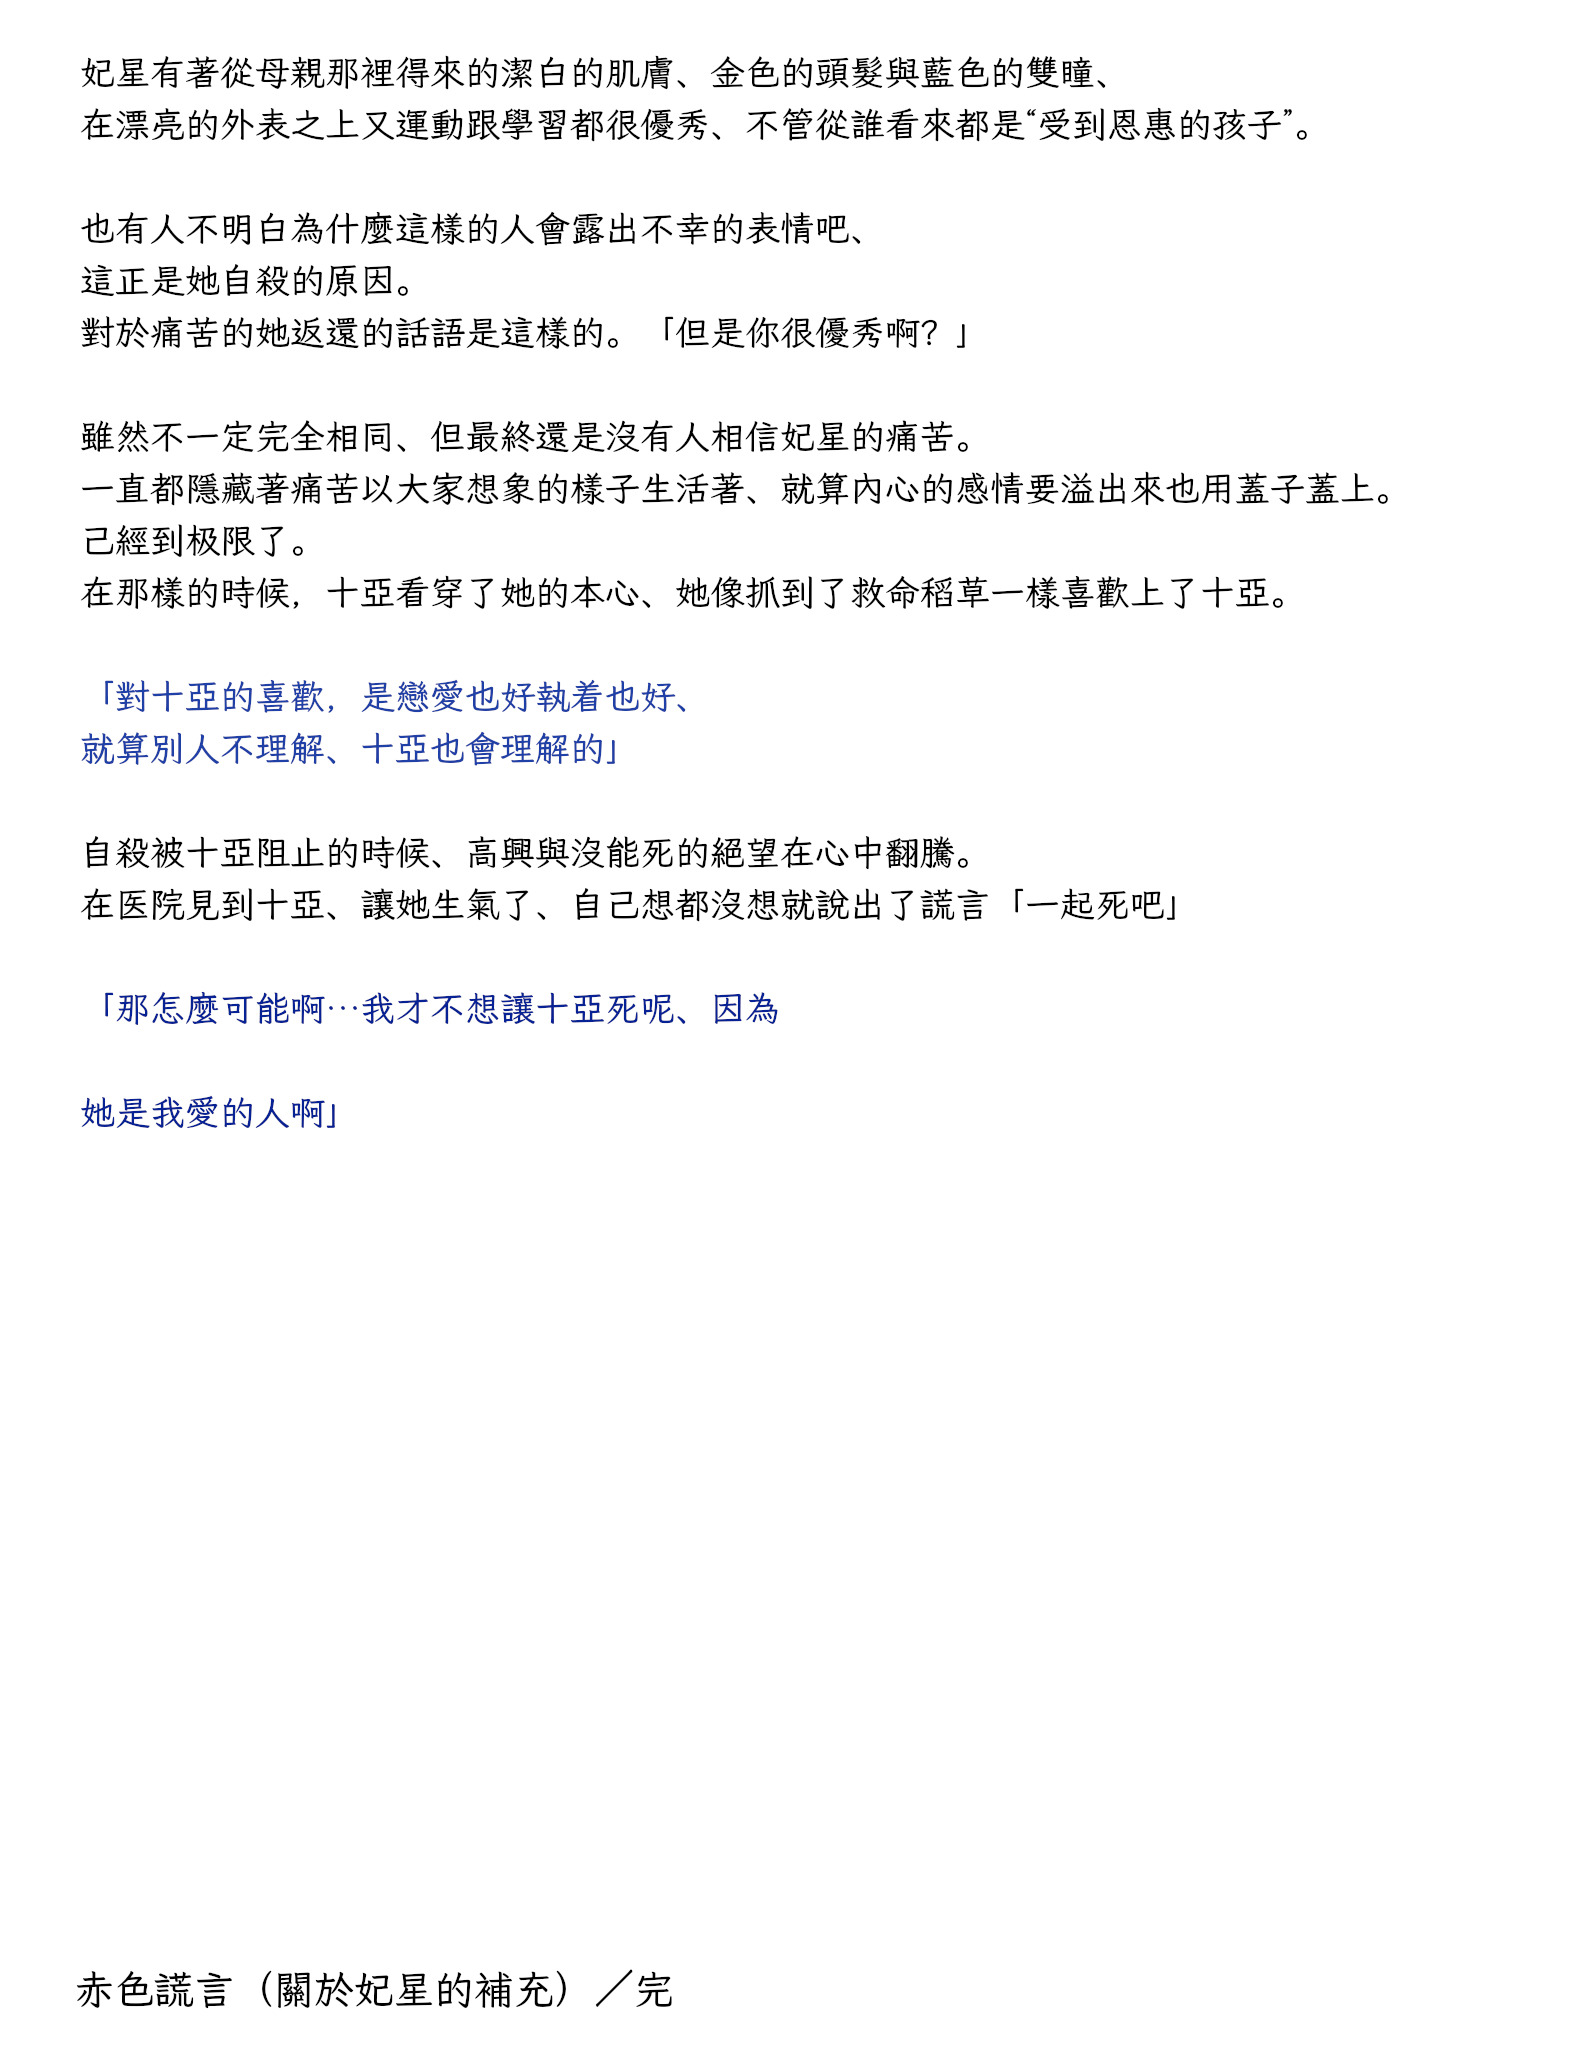 妃星有著從母親那裡得來的潔白的肌膚、金色的頭髮與藍色的雙瞳、
在漂亮的外表之上又運動跟學習都很優秀、不管從誰看來都是“受到恩惠的孩子”。
也有人不明白為什麼這樣的人會露出不幸的表情吧、
這正是她自殺的原因。
對於痛苦的她返還的話語是這樣的。「但是你很優秀啊？」
雖然不一定完全相同、但最終還是沒有人相信妃星的痛苦。
一直都隱藏著痛苦以大家想象的樣子生活著、就算內心的感情要溢出來也用蓋子蓋上。
己經到极限了。
在那樣的時候，十亞看穿了她的本心、她像抓到了救命稻草一樣喜歡上了十亞。
「對十亞的喜歡，是戀愛也好執着也好、
就算別人不理解、十亞也會理解的」
自殺被十亞阻止的時候、高興與沒能死的絕望在心中翻騰。
在医院見到十亞、讓她生氣了、自己想都沒想就說出了謊言「一起死吧」
「那怎麼可能啊…我才不想讓十亞死呢、因為
她是我愛的人啊」
赤色謊言（關於妃星的補充）／完